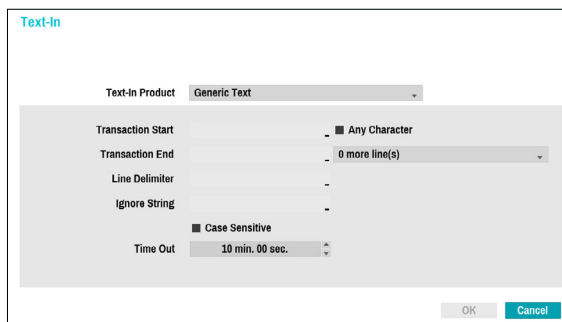 Text-In
Text-In Product Generic Text
Transaction Start Any Character
Transaction End 0 more line(s)
Line Delimiter
Ignore String
Case Sensitive
Time Out 10 min. 00 sec.
OK Cancel